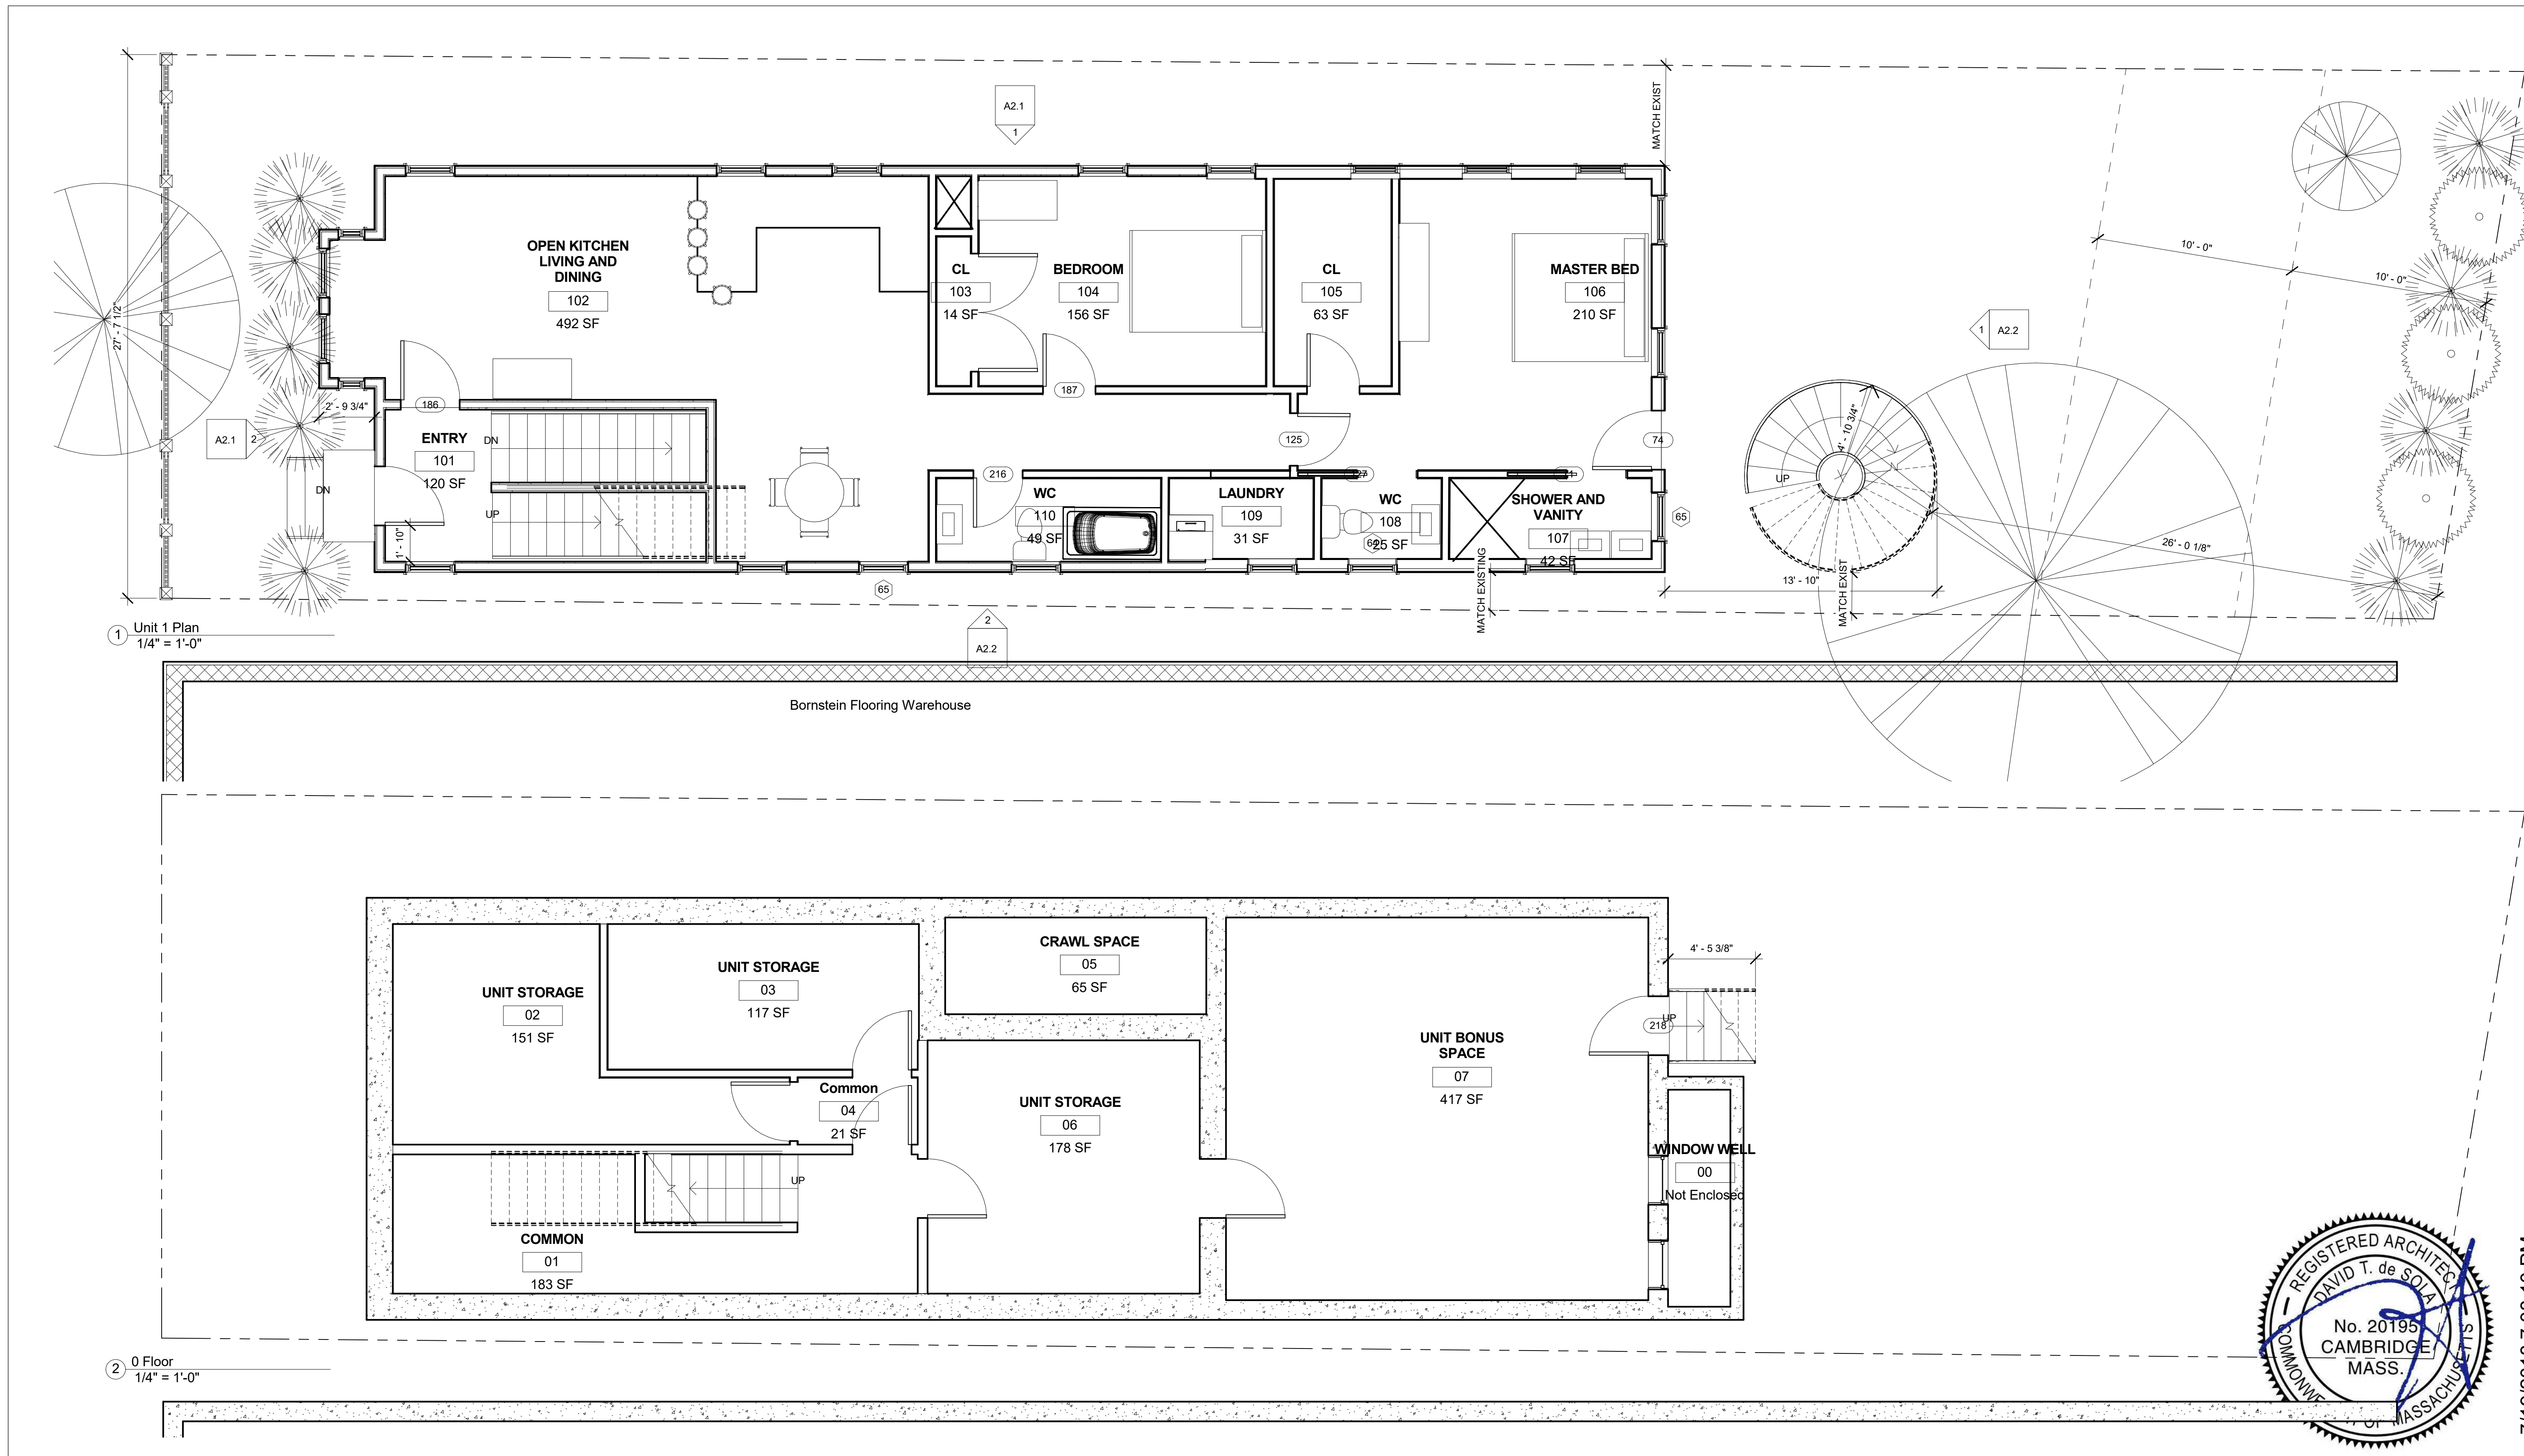 A2.1
1
MATCH EXIST
27' - 7 1/2"
OPEN KITCHEN
LIVING AND
DINING
102
492 SF
CL
103
14 SF
BEDROOM
104
156 SF
CL
105
63 SF
MASTER BED
106
210 SF
10' - 0"
10' - 0"
1
A2.2
187
186
2' - 9 3/4"
A2.1
2
ENTRY
101
120 SF
DN
DN
UP
1' - 10"
125
74
4' - 10 3/4"
UP
216
WC
110
49 SF
LAUNDRY
109
31 SF
WC
108
25 SF
SHOWER AND
VANITY
107
42 SF
65
65
26' - 0 1/8"
13' - 10"
MATCH EXISTING
MATCH EXIST
2
A2.2
1
Unit 1 Plan
1/4" = 1'-0"
Bornstein Flooring Warehouse
UNIT STORAGE
02
151 SF
UNIT STORAGE
03
117 SF
CRAWL SPACE
05
65 SF
4' - 5 3/8"
UP
218
UNIT BONUS
SPACE
07
417 SF
Common
04
21 SF
UNIT STORAGE
06
178 SF
UP
WINDOW WELL
00
Not Enclosed
COMMON
01
183 SF
2
0 Floor
1/4" = 1'-0"
REGISTERED ARCHITECT
DAVID T. de SOLA
No. 20195
CAMBRIDGE
MASS.
MASSACHUSETTS